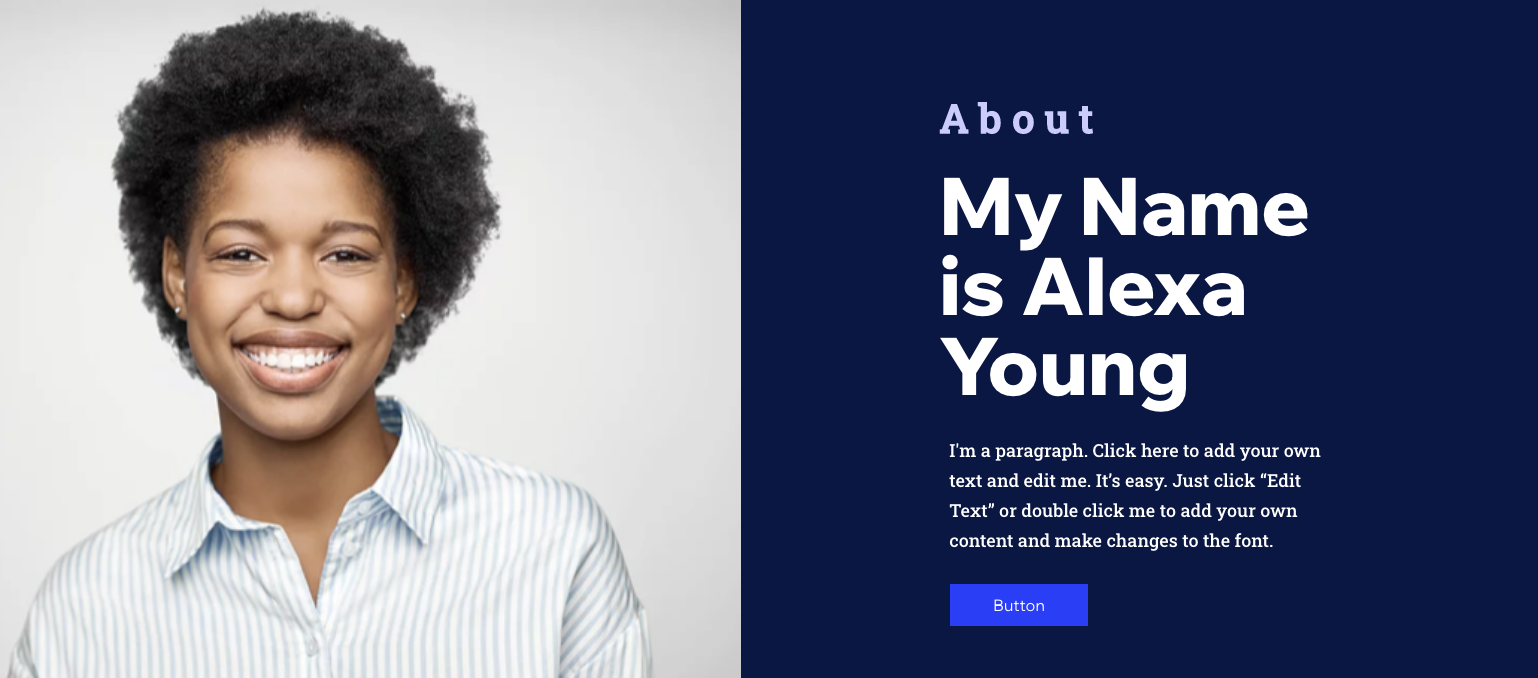 About
My Name
is Alexa
Young
I'm a paragraph. Click here to add your own
text and edit me. It’s easy. Just click “Edit
Text” or double click me to add your own
content and make changes to the font.
Button